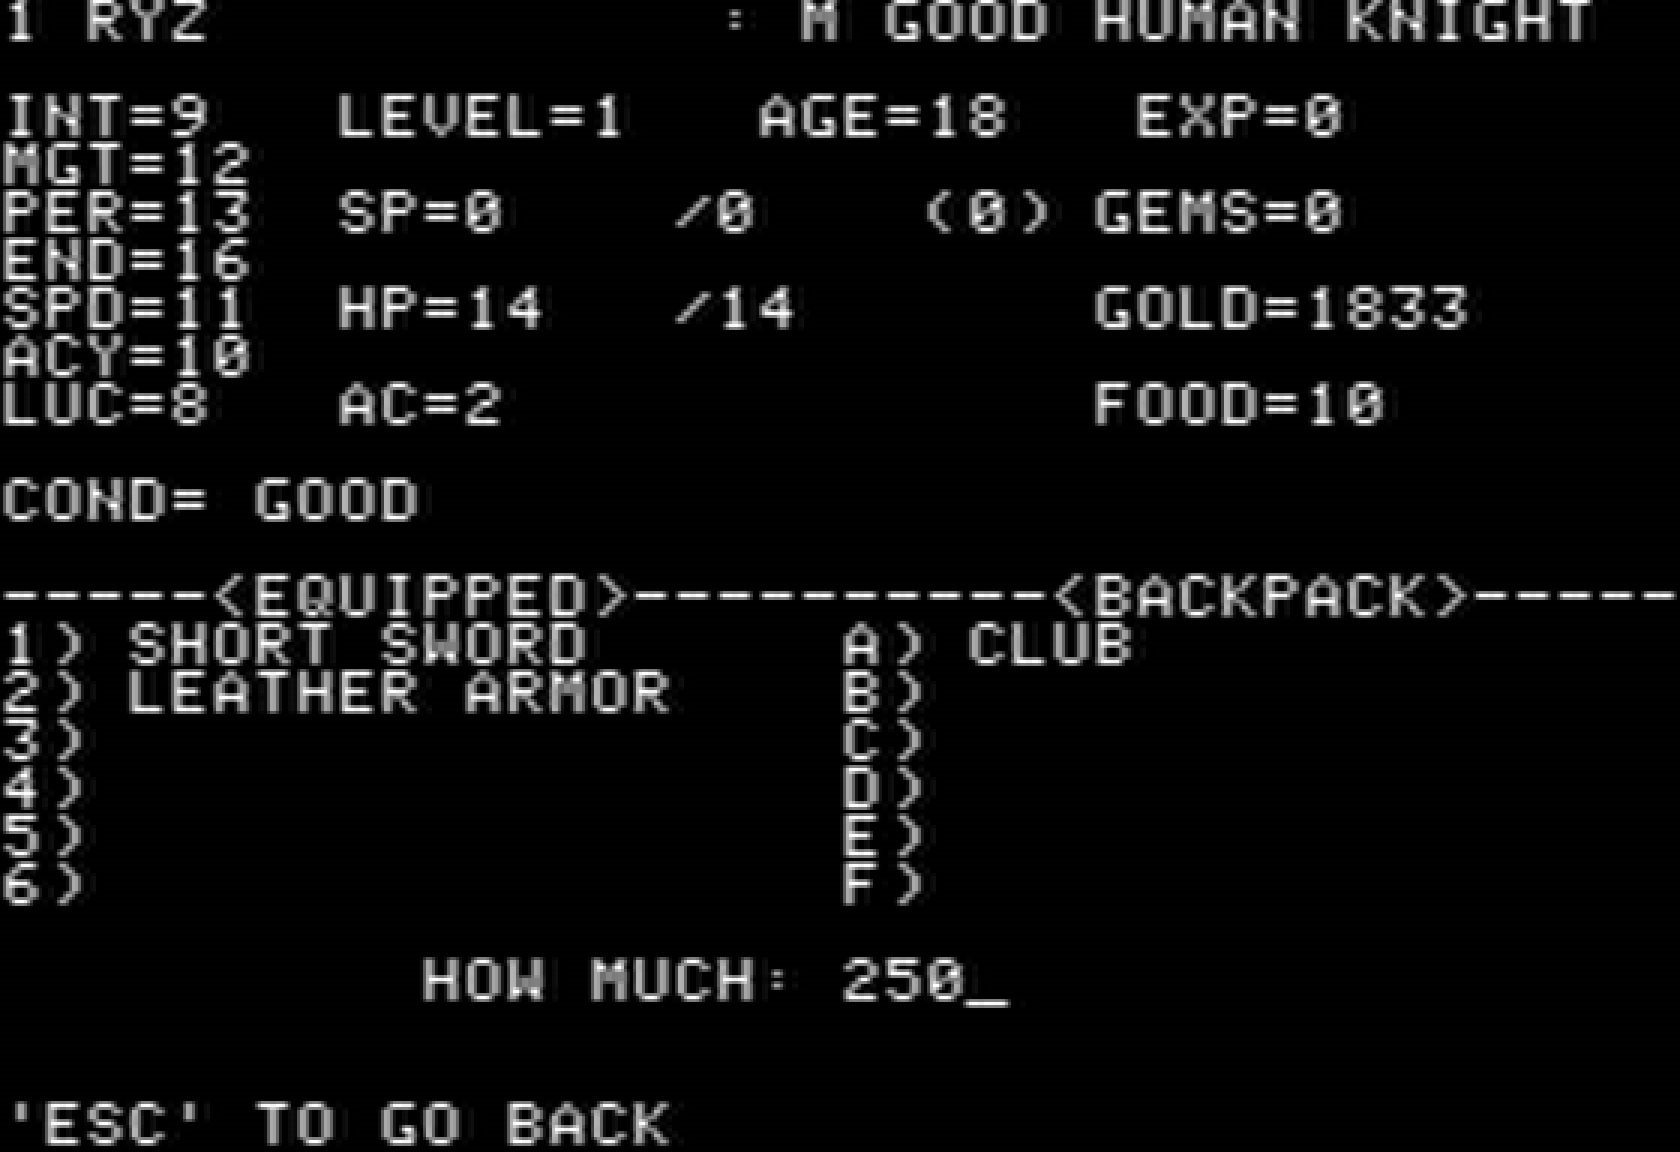 1 RYZ : M GOOD HUMAN KNIGHT
INT=9 LEVEL=1 AGE=18 EXP=0
MGT=12
PER=13 SP=0 /0 (0) GEMS=0
END=16
SPD=11 HP=14 /14 GOLD=1833
ACY=10
LUC=8 AC=2 FOOD=10
COND= GOOD
-----<EQUIPPED>----------<BACKPACK>-----
1) SHORT SWORD A) CLUB
2) LEATHER ARMOR B)
3) C)
4) D)
5) E)
6) F)
HOW MUCH: 250_
'ESC' TO GO BACK